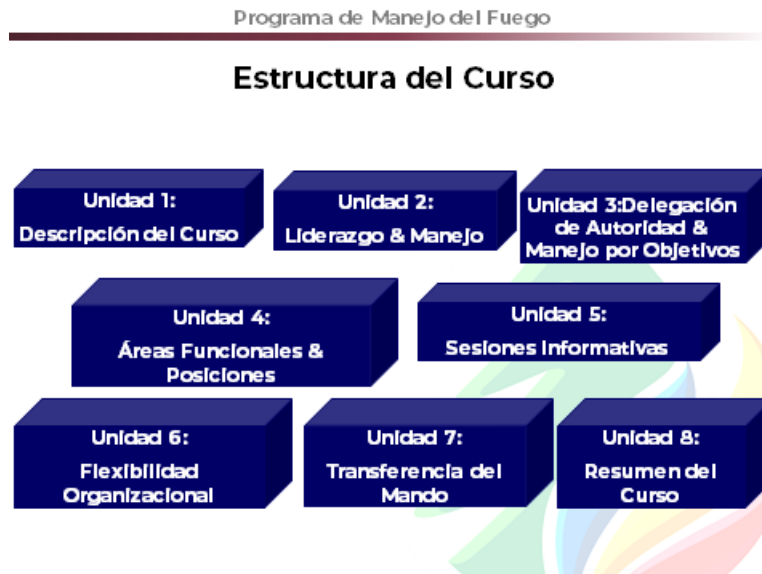 Programa de Manejo del Fuego
Estructura del Curso
Unidad 1:
Descripción del Curso
Unidad 2:
Liderazgo & Manejo
Unidad 3:Delegación
de Autoridad &
Manejo por Objetivos
Unidad 4:
Áreas Funcionales &
Posiciones
Unidad 5:
Sesiones Informativas
Unidad 6:
Flexibilidad
Organizacional
Unidad 7:
Transferencia del
Mando
Unidad 8:
Resumen del
Curso